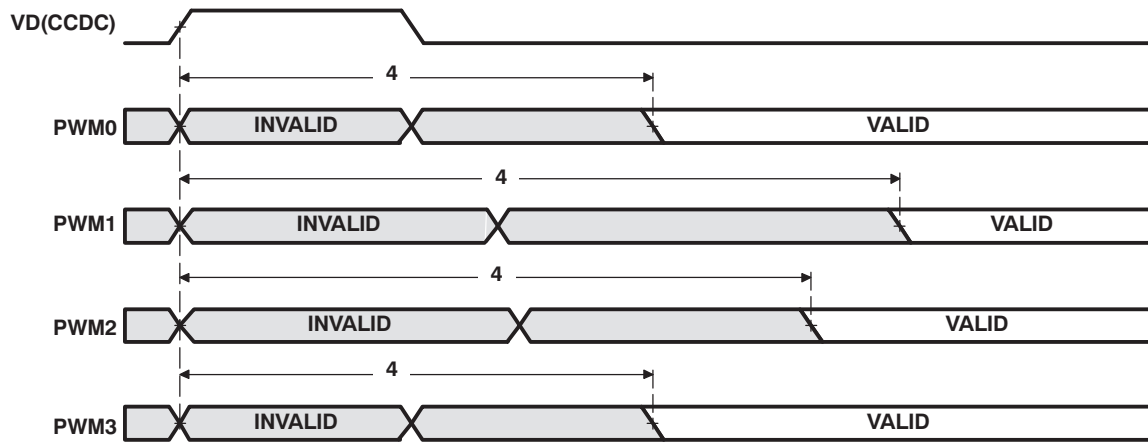 VD(CCDC)
4
PWM0 INVALID VALID
4
PWM1 INVALID VALID
4
PWM2 INVALID VALID
4
PWM3 INVALID VALID